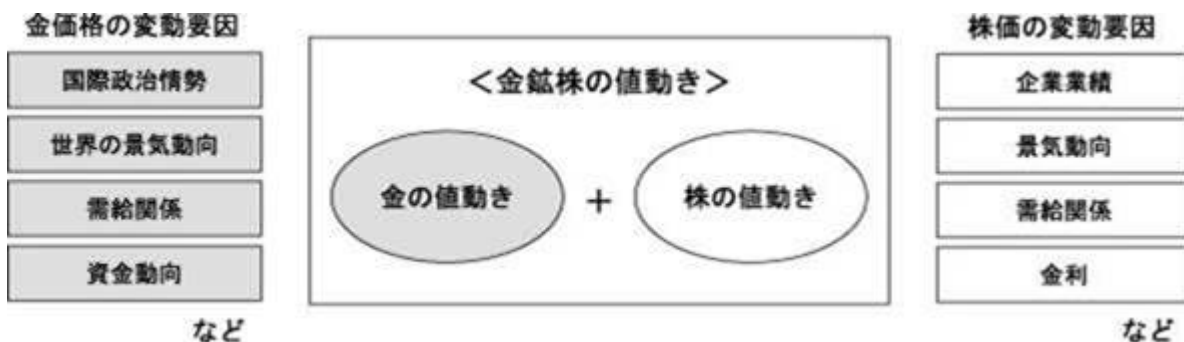 金価格の変動要因
国際政治情勢
世界の景気動向
需給関係
資金動向
など
＜金鉱株の値動き＞
金の値動き
＋
株の値動き
株価の変動要因
企業業績
景気動向
需給関係
金利
など